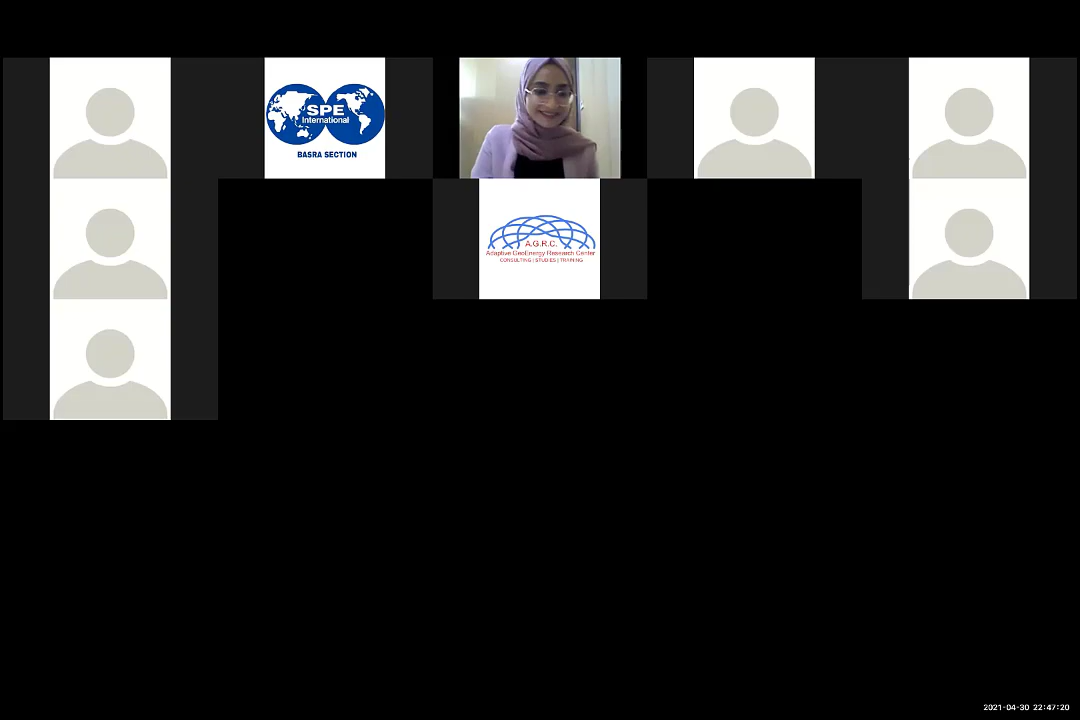 SPE
International
BASRA SECTION
A.G.R.C.
Adaptive GeoEnergy Research Center
CONSULTING | STUDIES | TRAINING
2021-04-30 22:47:20